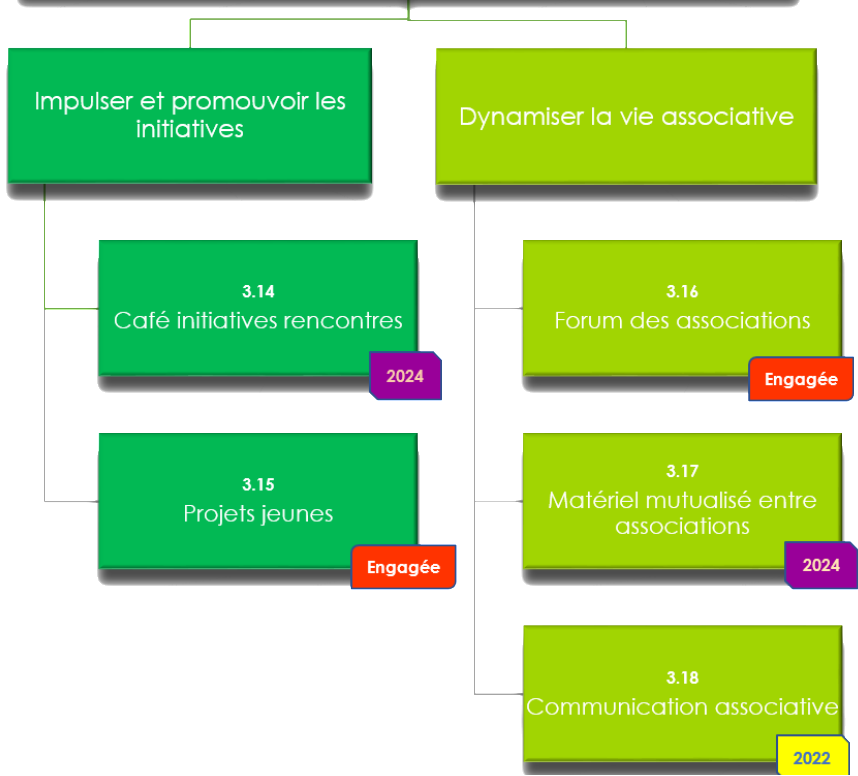 Impulser et promouvoir les
initiatives
3.14
Café initiatives rencontres
2024
3.15
Projets jeunes
Engagée
Dynamiser la vie associative
3.16
Forum des associations
Engagée
3.17
Matériel mutualisé entre
associations
2024
3.18
Communication associative
2022